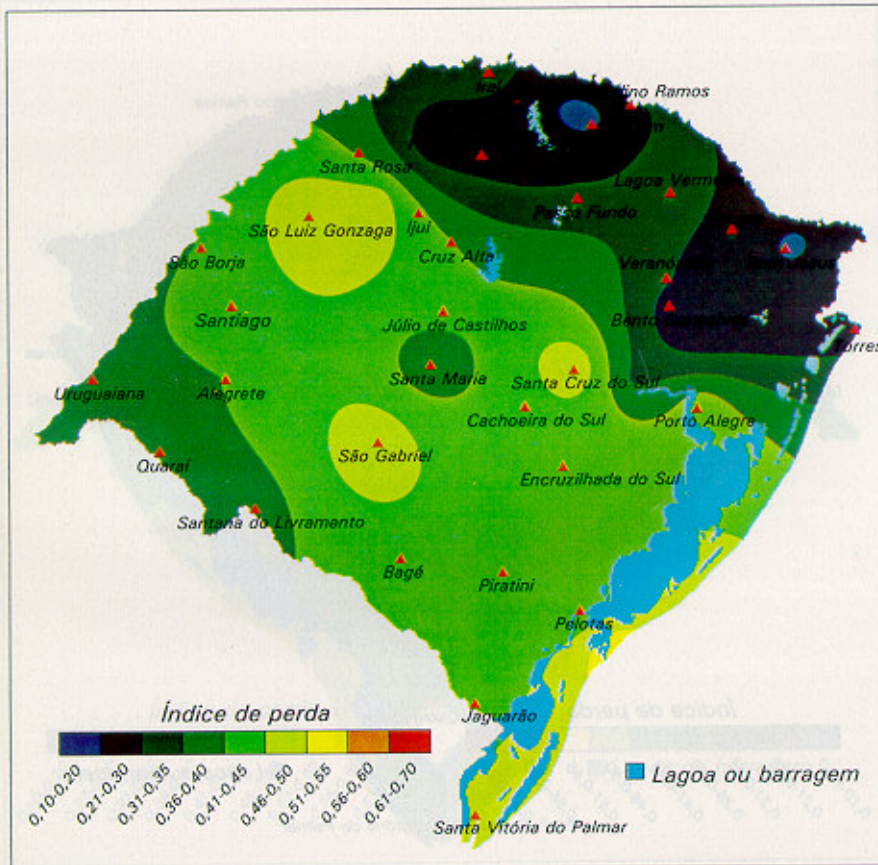 Iraí
Ramos
Santa Rosa
Lagoa
Passo Fundo
São Luiz Gonzaga
Ijuí
Cruz Alta
São Borja
Santiago
Júlio de Castilhos
Bento
Torres
Uruguaiana
Alegrete
Santa Maria
Santa Cruz do Sul
Cachoeira do Sul
Porto Alegre
São Gabriel
Quaraí
Encruzilhada do Sul
Santana do Livramento
Bagé
Piratini
Pelotas
Jaguarão
Índice de perda
0,10-0,20
0,21-0,30
0,31-0,35
0,36-0,40
0,41-0,45
0,46-0,50
0,51-0,55
0,56-0,60
0,61-0,70
Lagoa ou barragem
Santa Vitória do Palmar